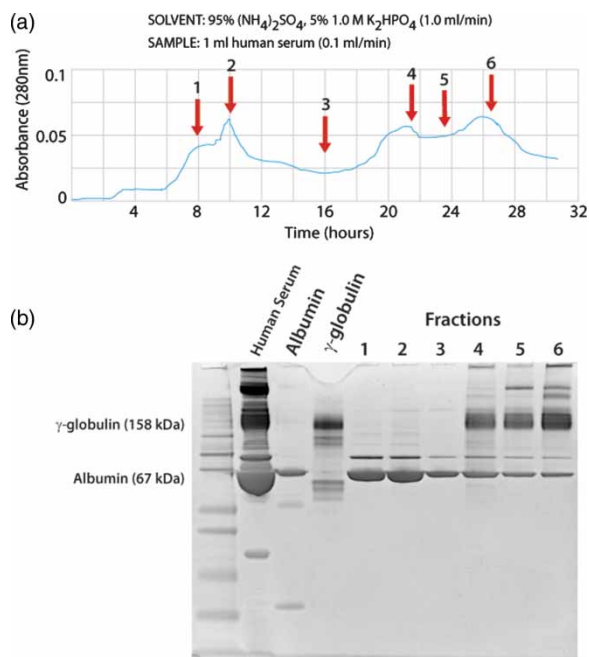 (a)
SOLVENT: 95% (NH₄)₂SO₄, 5% 1.0 M K₂HPO₄ (1.0 ml/min)
SAMPLE: 1 ml human serum (0.1 ml/min)
Absorbance (280nm)
0.1
0.05
0
1
2
3
4
5
6
4 8 12 16 20 24 28 32
Time (hours)
(b)
Human Serum
Albumin
γ-globulin
Fractions
1 2 3 4 5 6
γ-globulin (158 kDa)
Albumin (67 kDa)